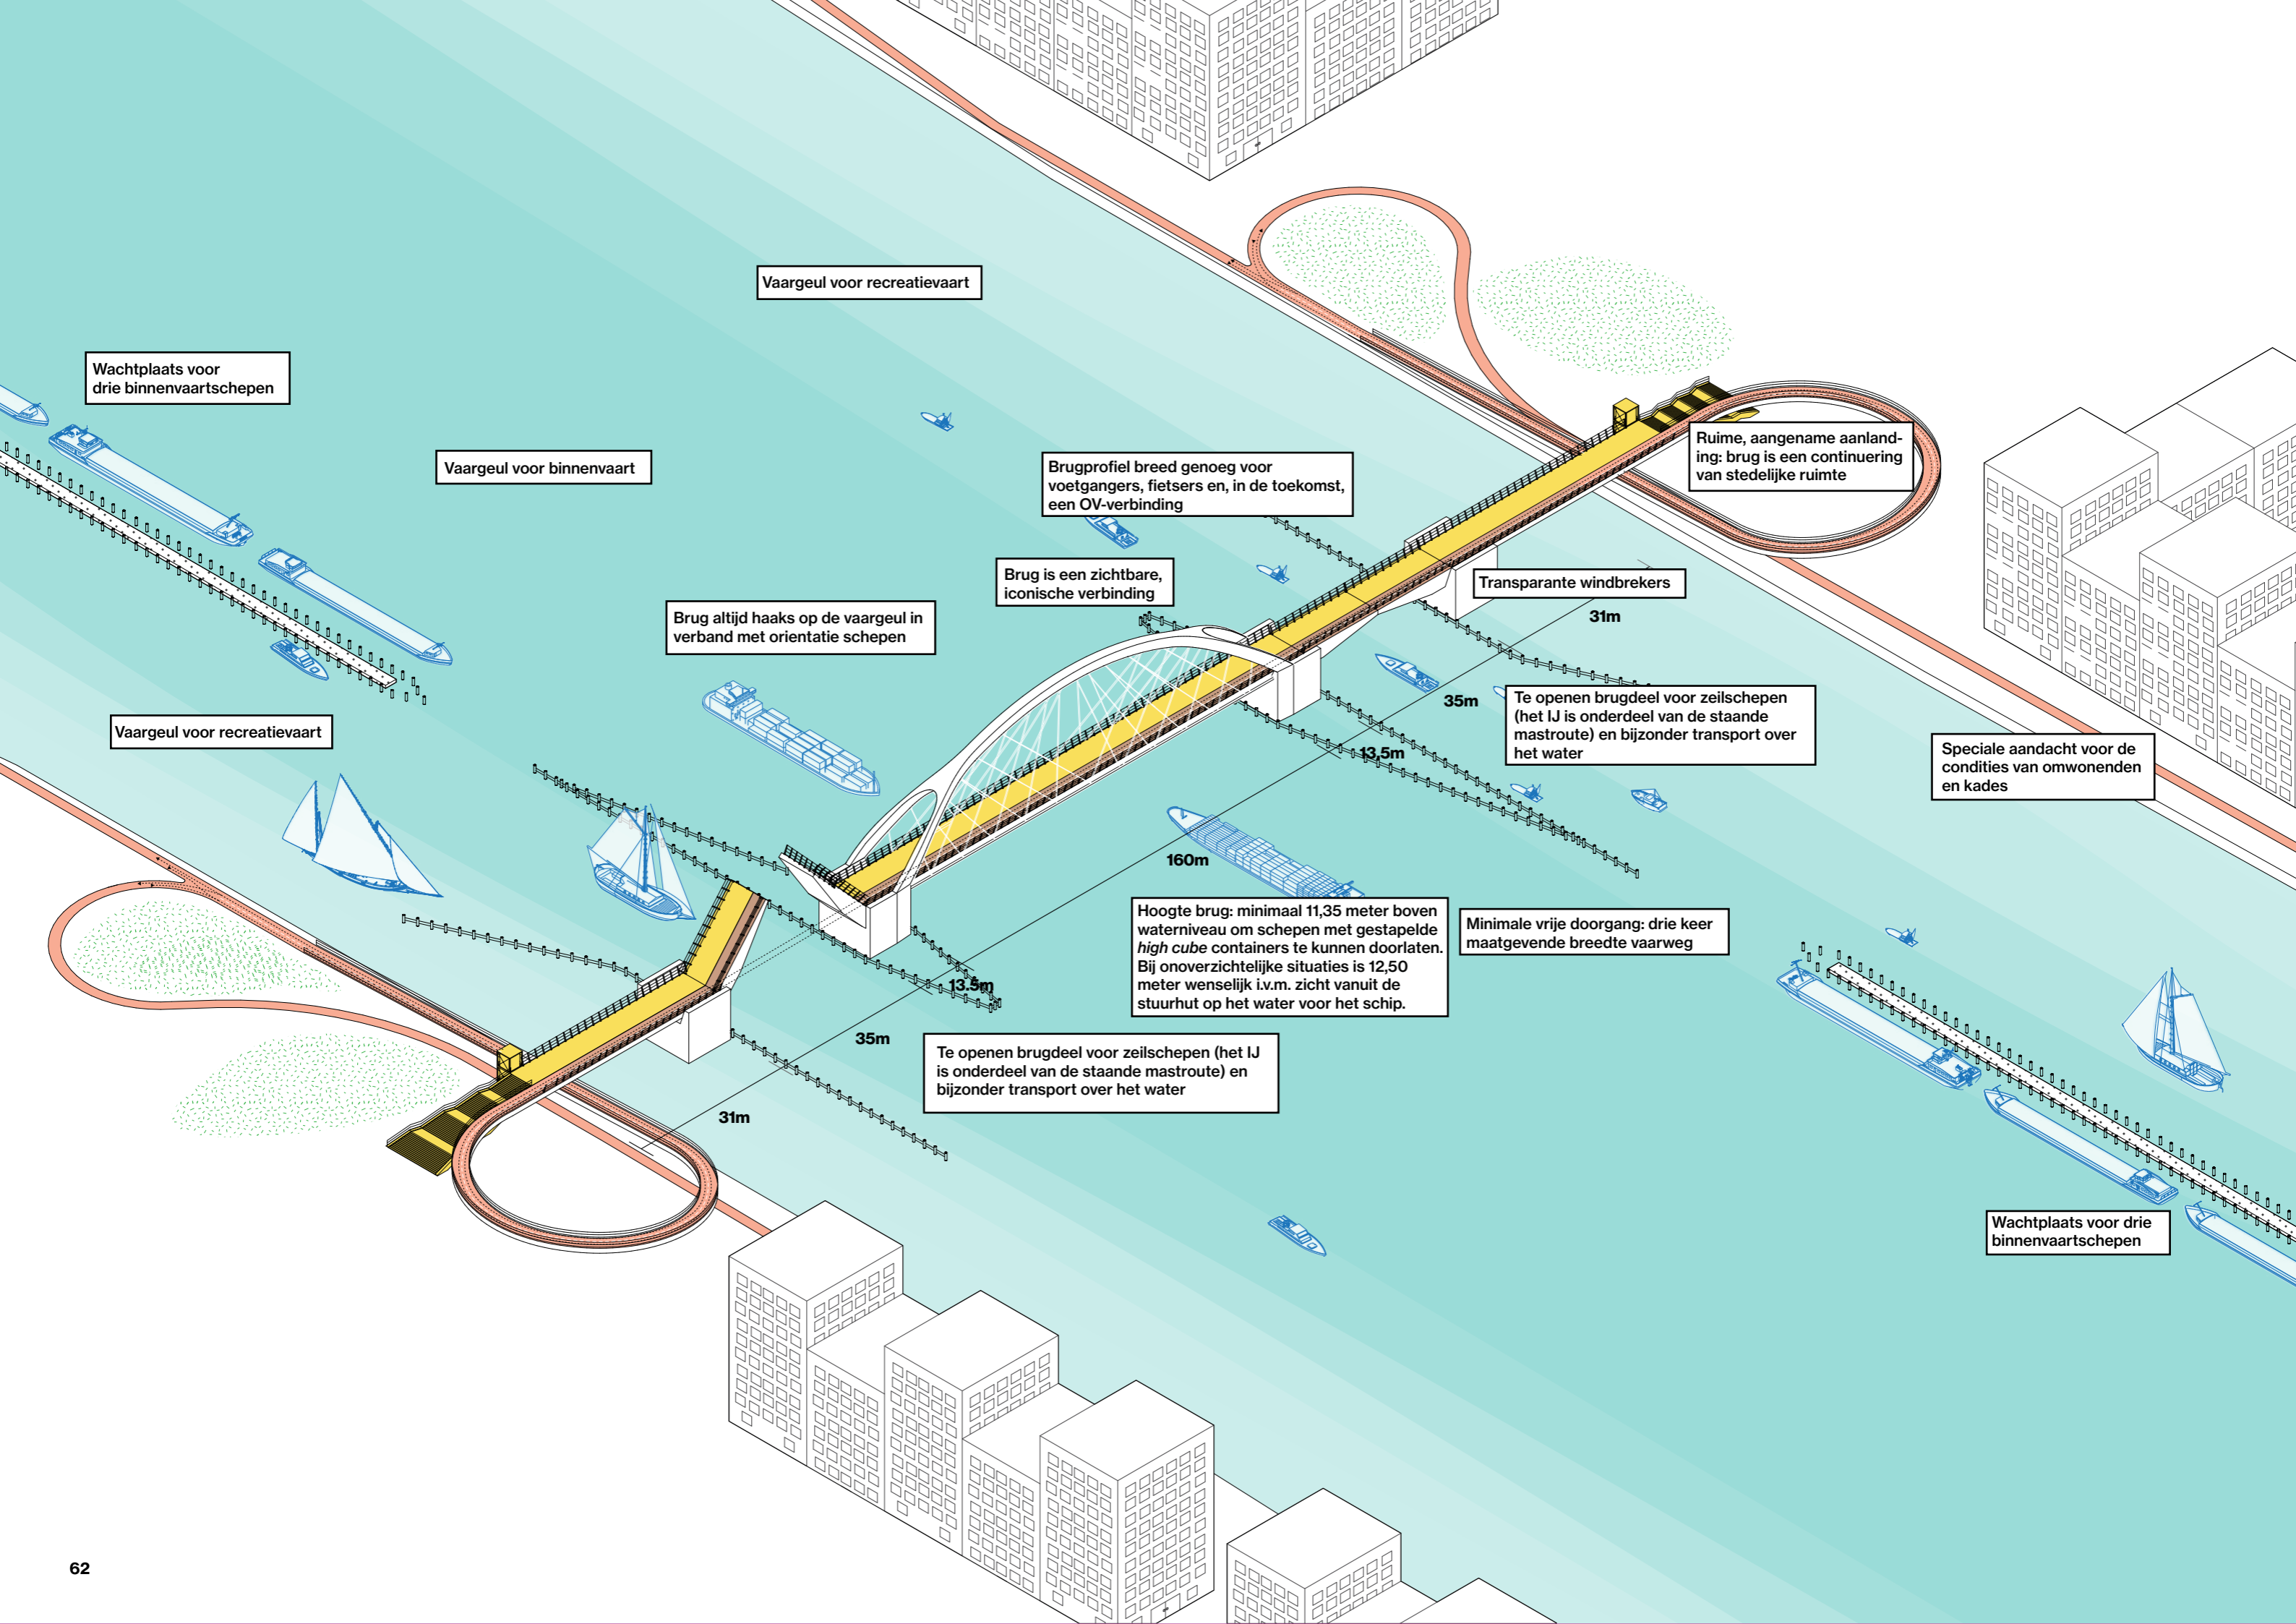 Vaargeul voor recreatievaart
Wachtplaats voor
drie binnenvaartschepen
Vaargeul voor binnenvaart
Brugprofiel breed genoeg voor
voetgangers, fietsers en, in de toekomst,
een OV-verbinding
Ruime, aangename aanland-
ing: brug is een continuering
van stedelijke ruimte
Brug is een zichtbare,
iconische verbinding
Transparante windbrekers
31m
Brug altijd haaks op de vaargeul in
verband met orientatie schepen
35m
Te openen brugdeel voor zeilschepen
(het IJ is onderdeel van de staande
mastroute) en bijzonder transport over
het water
Vaargeul voor recreatievaart
13,5m
Speciale aandacht voor de
condities van omwonenden
en kades
160m
Hoogte brug: minimaal 11,35 meter boven
waterniveau om schepen met gestapelde
high cube containers te kunnen doorlaten.
Bij onoverzichtelijke situaties is 12,50
meter wenselijk i.v.m. zicht vanuit de
stuurhut op het water voor het schip.
Minimale vrije doorgang: drie keer
maatgevende breedte vaarweg
13.5m
35m
Te openen brugdeel voor zeilschepen (het IJ
is onderdeel van de staande mastroute) en
bijzonder transport over het water
31m
Wachtplaats voor drie
binnenvaartschepen
62